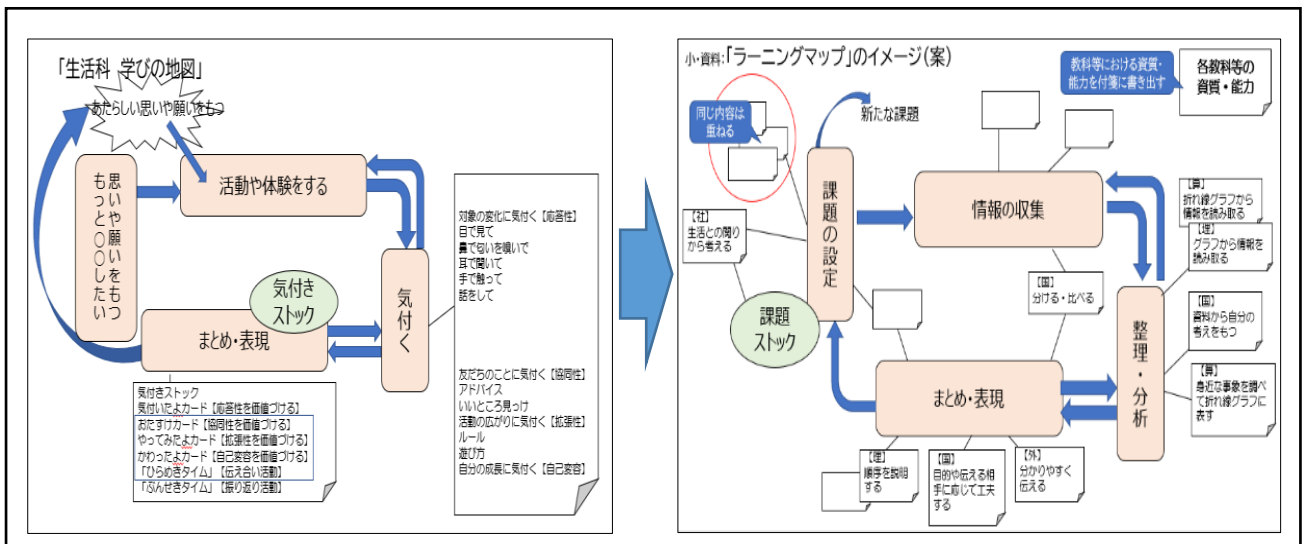 「生活科 学びの地図」
あたらしい思いや願いをもつ
思いや願いをもつ
もっと○○したい
活動や体験をする
気付く
気付き
ストック
まとめ・表現
対象の変化に気付く【応答性】
目で見て
鼻で匂いを嗅いで
耳で聞いて
手で触って
話をして
友だちのことに気付く【協同性】
アドバイス
いいところ見っけ
活動の広がりに気付く【拡張性】
ルール
遊び方
自分の成長に気付く【自己変容】
気付きストック
気付いたよカード【応答性を価値づける】
おたすけカード【協同性を価値づける】
やってみたよカード【拡張性を価値づける】
かわったよカード【自己変容を価値づける】
「ひらめきタイム」【伝え合い活動】
「ぶんせきタイム」【振り返り活動】
小・資料:「ラーニングマップ」のイメージ(案)
教科等における資質・
能力を付箋に書き出す
各教科等の
資質・能力
同じ内容は
重ねる
新たな課題
課題の設定
情報の収集
【社】
生活との関り
から考える
課題
ストック
【算】
折れ線グラフから
情報を読み取る
【理】
グラフから情報を
読み取る
【国】
分ける・比べる
【国】
資料から自分の
考えをもつ
整理・分析
【算】
身近な事象を調べ
て折れ線グラフに
表す
まとめ・表現
【理】
順序を説明
する
【国】
目的や伝える相
手に応じて工夫
する
【外】
分かりやすく
伝える